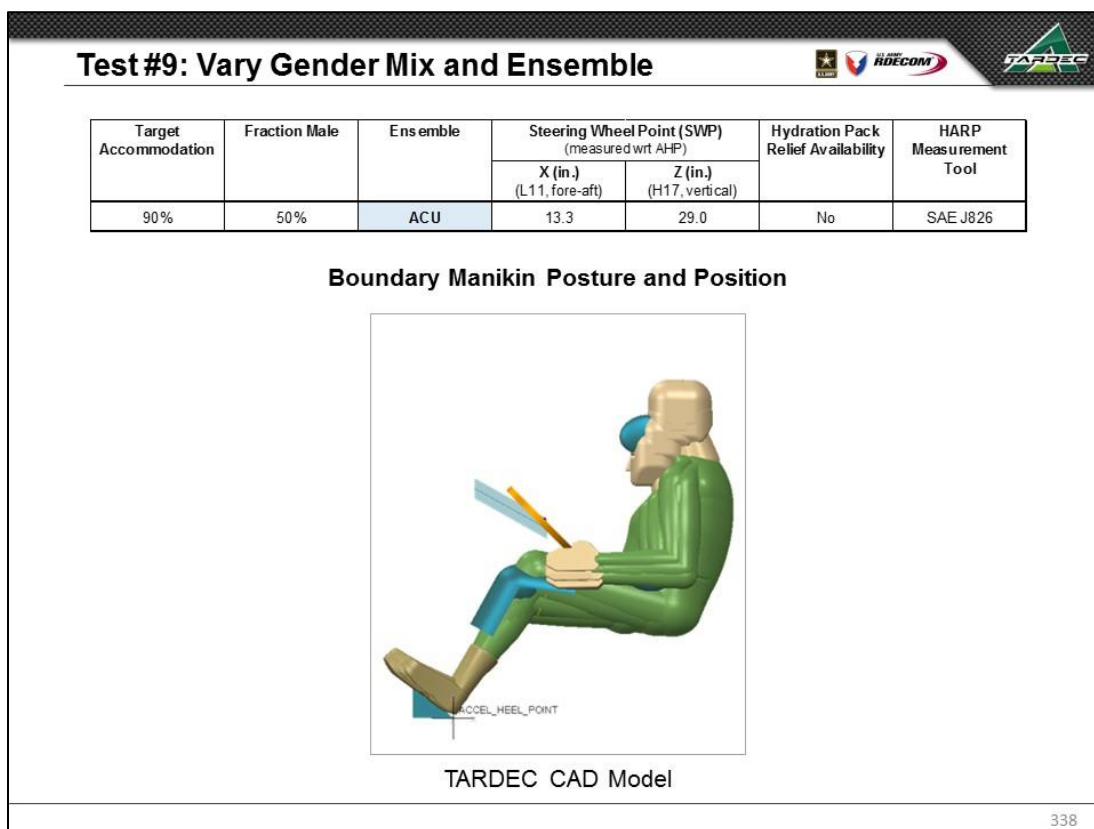 Test #9: Vary Gender Mix and Ensemble
U.S. ARMY
U.S. ARMY
RDECOM
TARDEC
Target Accommodation
Fraction Male
Ensemble
Steering Wheel Point (SWP)
(measured wrt AHP)
Hydration Pack Relief Availability
HARP Measurement Tool
X (in.)
(L11, fore-aft)
Z (in.)
(H17, vertical)
90% 50% ACU 13.3 29.0 No SAE J826
Boundary Manikin Posture and Position
ACCEL_HEEL_POINT
TARDEC CAD Model
338